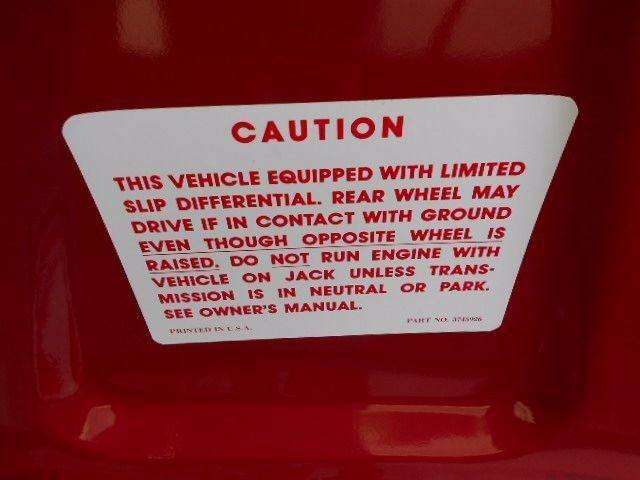 CAUTION
THIS VEHICLE EQUIPPED WITH LIMITED
SLIP DIFFERENTIAL. REAR WHEEL MAY
DRIVE IF IN CONTACT WITH GROUND
EVEN THOUGH OPPOSITE WHEEL IS
RAISED. DO NOT RUN ENGINE WITH
VEHICLE ON JACK UNLESS TRANS-
MISSION IS IN NEUTRAL OR PARK.
SEE OWNER'S MANUAL.
PRINTED IN U.S.A. PART NO. 3745926